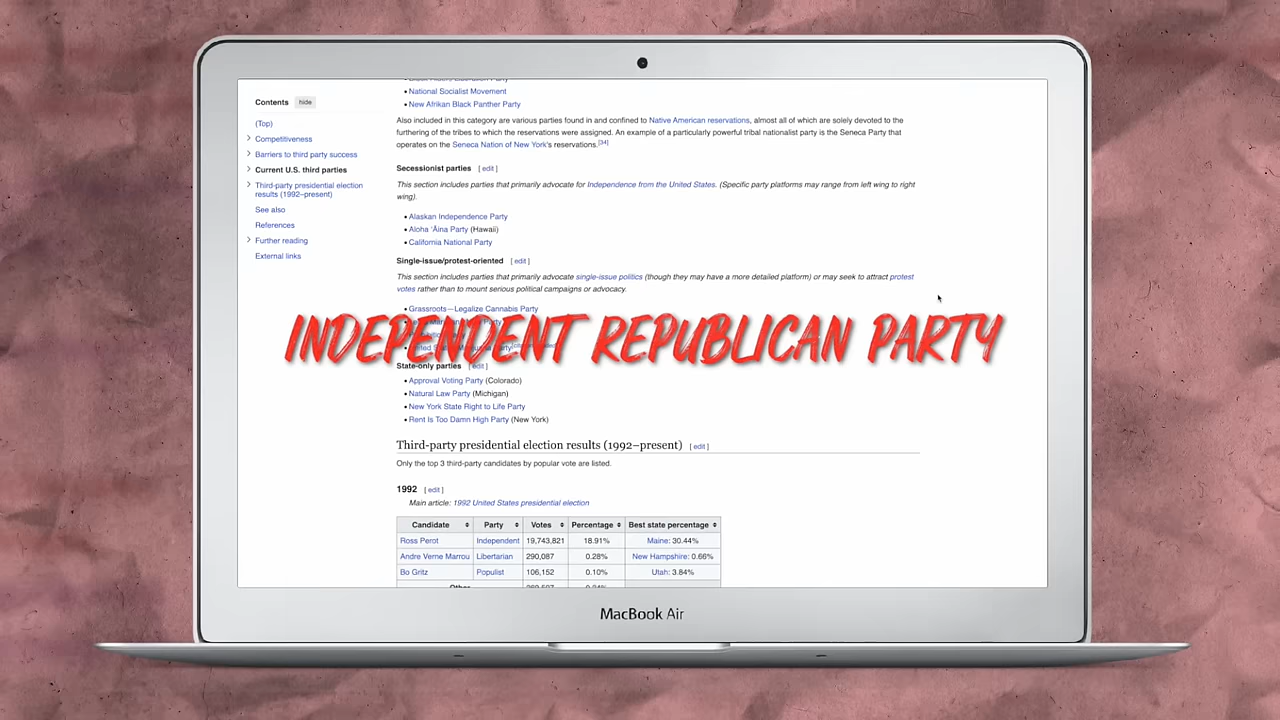 Contents hide
(Top)
Competitiveness
Barriers to third party success
Current U.S. third parties
Third-party presidential election
results (1992–present)
See also
References
Further reading
External links
• National Socialist Movement
• New Afrikan Black Panther Party
Also included in this category are various parties found in and confined to Native American reservations, almost all of which are solely devoted to the
furthering of the tribes to which the reservations were assigned. An example of a particularly powerful tribal nationalist party is the Seneca Party that
operates on the Seneca Nation of New York's reservations.[34]
Secessionist parties [ edit ]
This section includes parties that primarily advocate for Independence from the United States. (Specific party platforms may range from left wing to right
wing).
• Alaskan Independence Party
• Aloha ʻĀina Party (Hawaii)
• California National Party
Single-issue/protest-oriented [ edit ]
This section includes parties that primarily advocate single-issue politics (though they may have a more detailed platform) or may seek to attract protest
votes rather than to mount serious political campaigns or advocacy.
• Grassroots—Legalize Cannabis Party
INDEPENDENT REPUBLICAN PARTY
State-only parties [ edit ]
• Approval Voting Party (Colorado)
• Natural Law Party (Michigan)
• New York State Right to Life Party
• Rent Is Too Damn High Party (New York)
Third-party presidential election results (1992–present) [ edit ]
Only the top 3 third-party candidates by popular vote are listed.
1992 [ edit ]
Main article: 1992 United States presidential election
Candidate Party Votes Percentage Best state percentage
Ross Perot Independent 19,743,821 18.91% Maine: 30.44%
Andre Verne Marrou Libertarian 290,087 0.28% New Hampshire: 0.66%
Bo Gritz Populist 106,152 0.10% Utah: 3.84%
MacBook Air